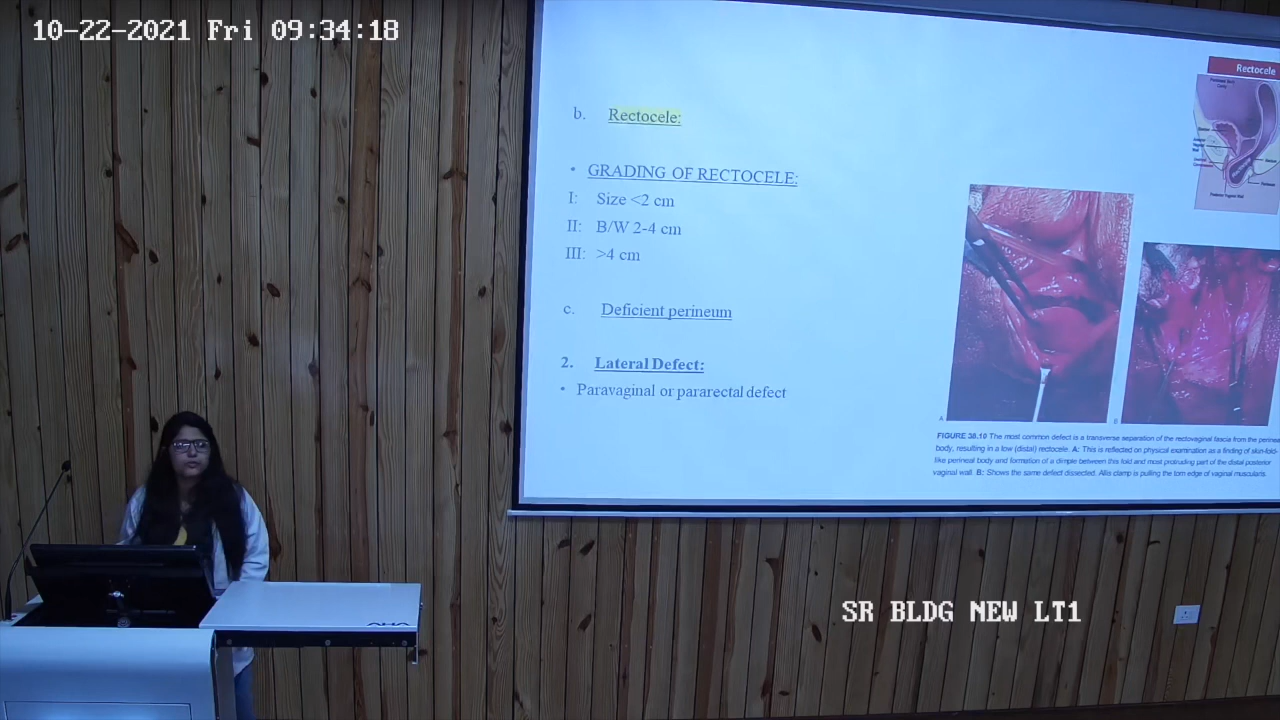 10-22-2021 Fri 09:34:18
Rectocele
b. Rectocele:
• GRADING OF RECTOCELE:
I: Size <2 cm
II: B/W 2-4 cm
III: >4 cm
c. Deficient perineum
2. Lateral Defect:
• Paravaginal or pararectal defect
A
B
FIGURE 38.10 The most common defect is a transverse separation of the rectovaginal fascia from the perineal
body, resulting in a low (distal) rectocele. A: This is reflected on physical examination as a finding of skin-fold-
like perineal body and formation of a dimple between this fold and most protruding part of the distal posterior
vaginal wall. B: Shows the same defect dissected. Allis clamp is pulling the torn edge of vaginal muscularis.
SR BLDG NEW LT1